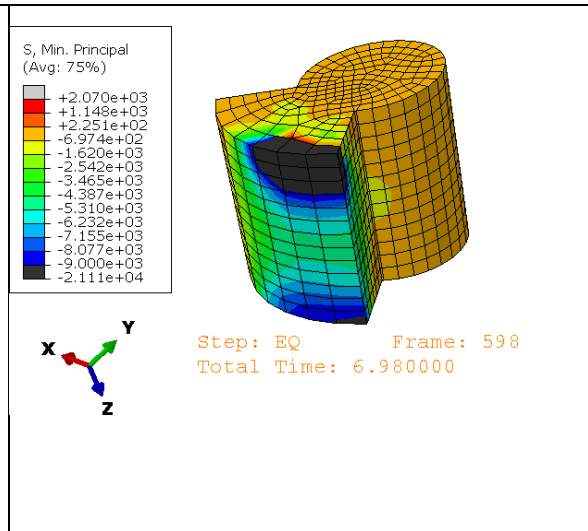 S, Min. Principal
(Avg: 75%)
+2.070e+03
+1.148e+03
+2.251e+02
-6.974e+02
-1.620e+03
-2.542e+03
-3.465e+03
-4.387e+03
-5.310e+03
-6.232e+03
-7.155e+03
-8.077e+03
-9.000e+03
-2.111e+04
X
Y
Z
Step: EQ Frame: 598
Total Time: 6.980000